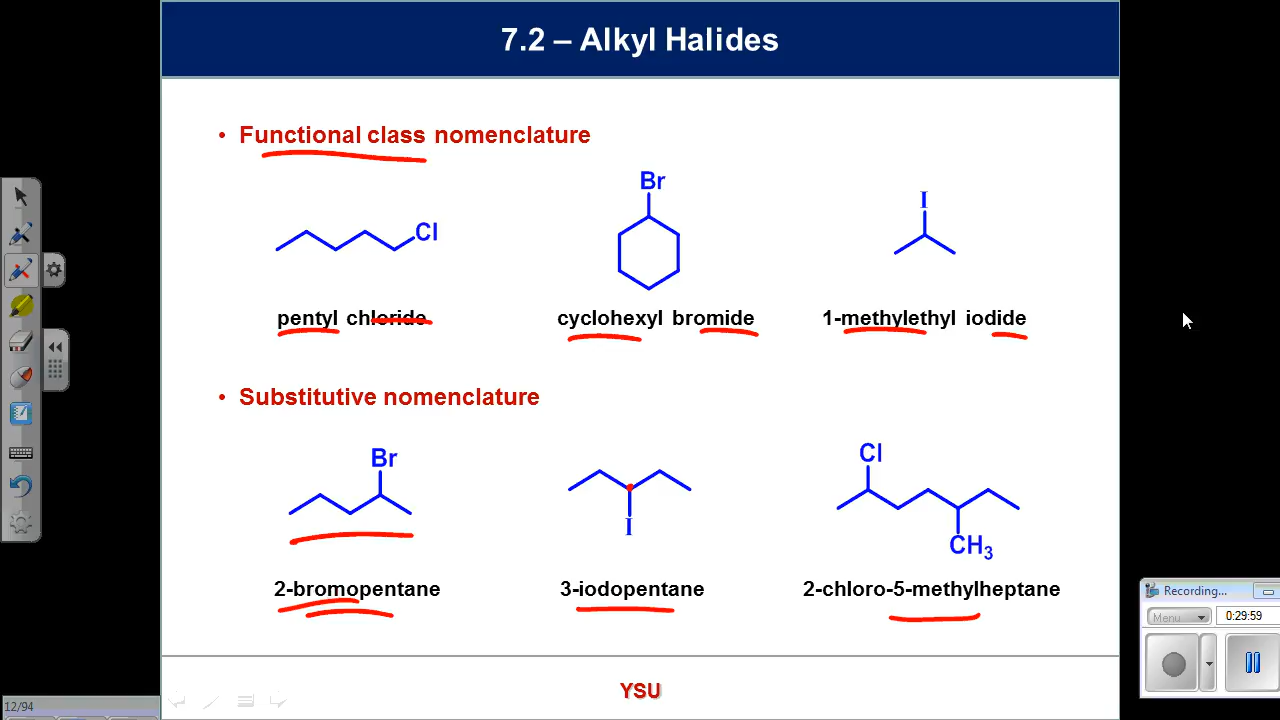 7.2 – Alkyl Halides
• Functional class nomenclature
Br
I
Cl
pentyl chloride
cyclohexyl bromide
1-methylethyl iodide
• Substitutive nomenclature
Cl
Br
I
CH3
2-bromopentane
3-iodopentane
2-chloro-5-methylheptane
Recording...
Menu
0:29:59
YSU
12/94